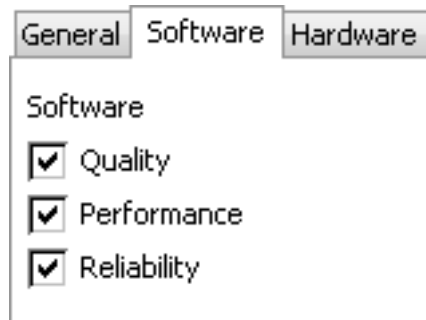 General Software Hardware
Software
Quality
Performance
Reliability